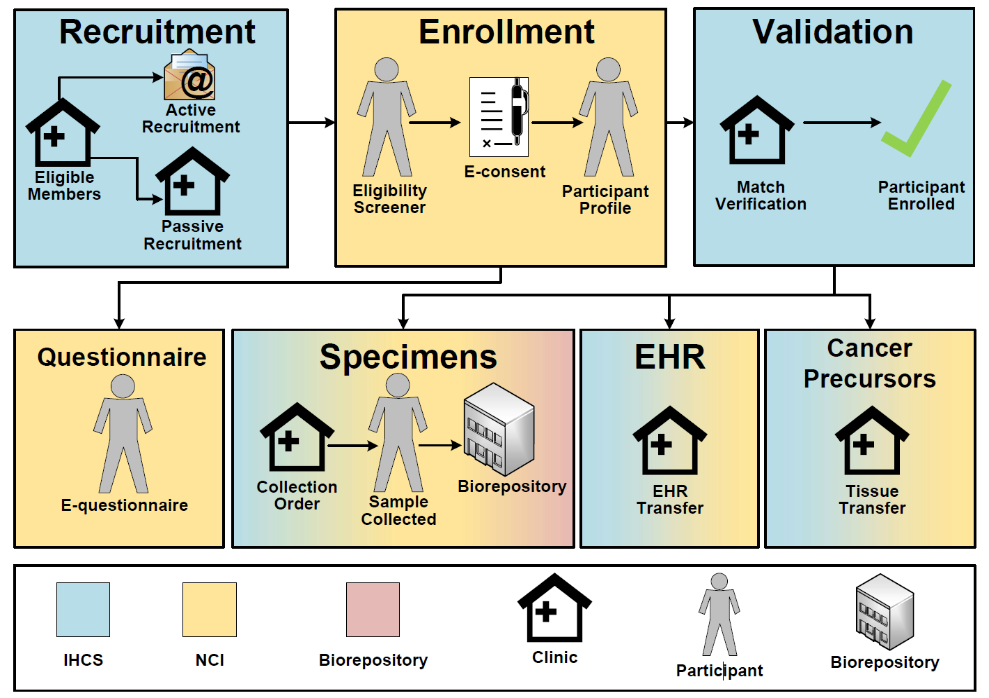 Recruitment
Enrollment
Validation
@
Active
Recruitment
Eligible
Members
Passive
Recruitment
Eligibility
Screener
×
E-consent
Participant
Profile
Match
Verification
Participant
Enrolled
Questionnaire
E-questionnaire
Specimens
Collection
Order
Sample
Collected
Biorepository
EHR
EHR
Transfer
Cancer
Precursors
Tissue
Transfer
IHCS
NCI
Biorepository
Clinic
Participant
Biorepository